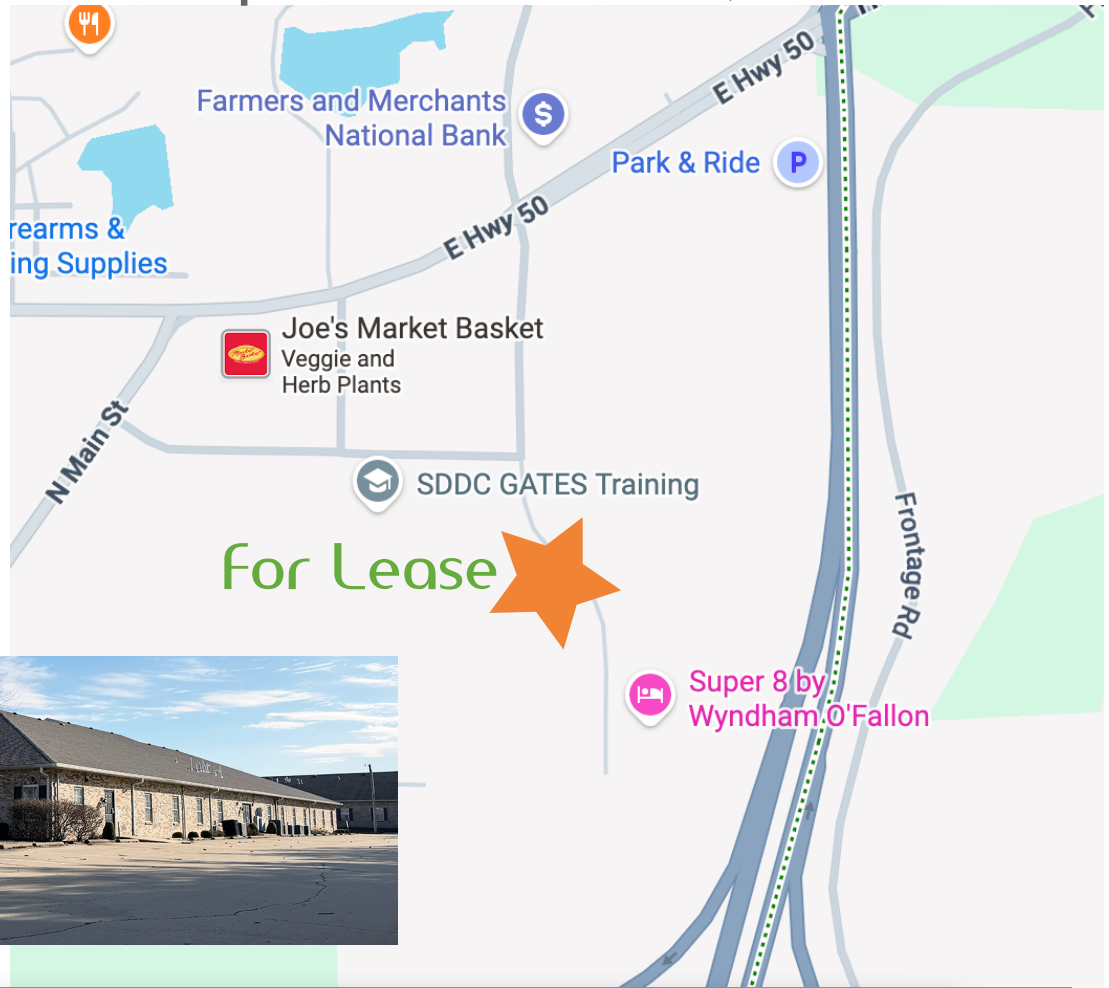 E Hwy 50
Farmers and Merchants
National Bank
$
Park & Ride
P
E Hwy 50
rearms &
ing Supplies
Joe's Market Basket
Veggie and
Herb Plants
N Main St
SDDC GATES Training
For Lease
Frontage Rd
Super 8 by
Wyndham O'Fallon